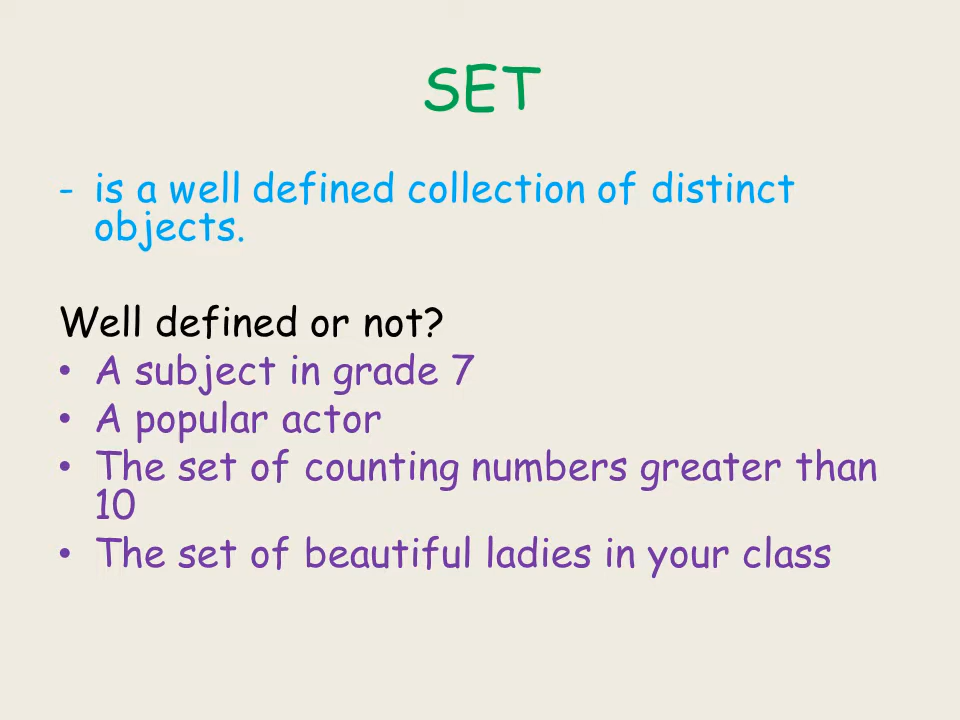 SET
- is a well defined collection of distinct
objects.
Well defined or not?
• A subject in grade 7
• A popular actor
• The set of counting numbers greater than
10
• The set of beautiful ladies in your class